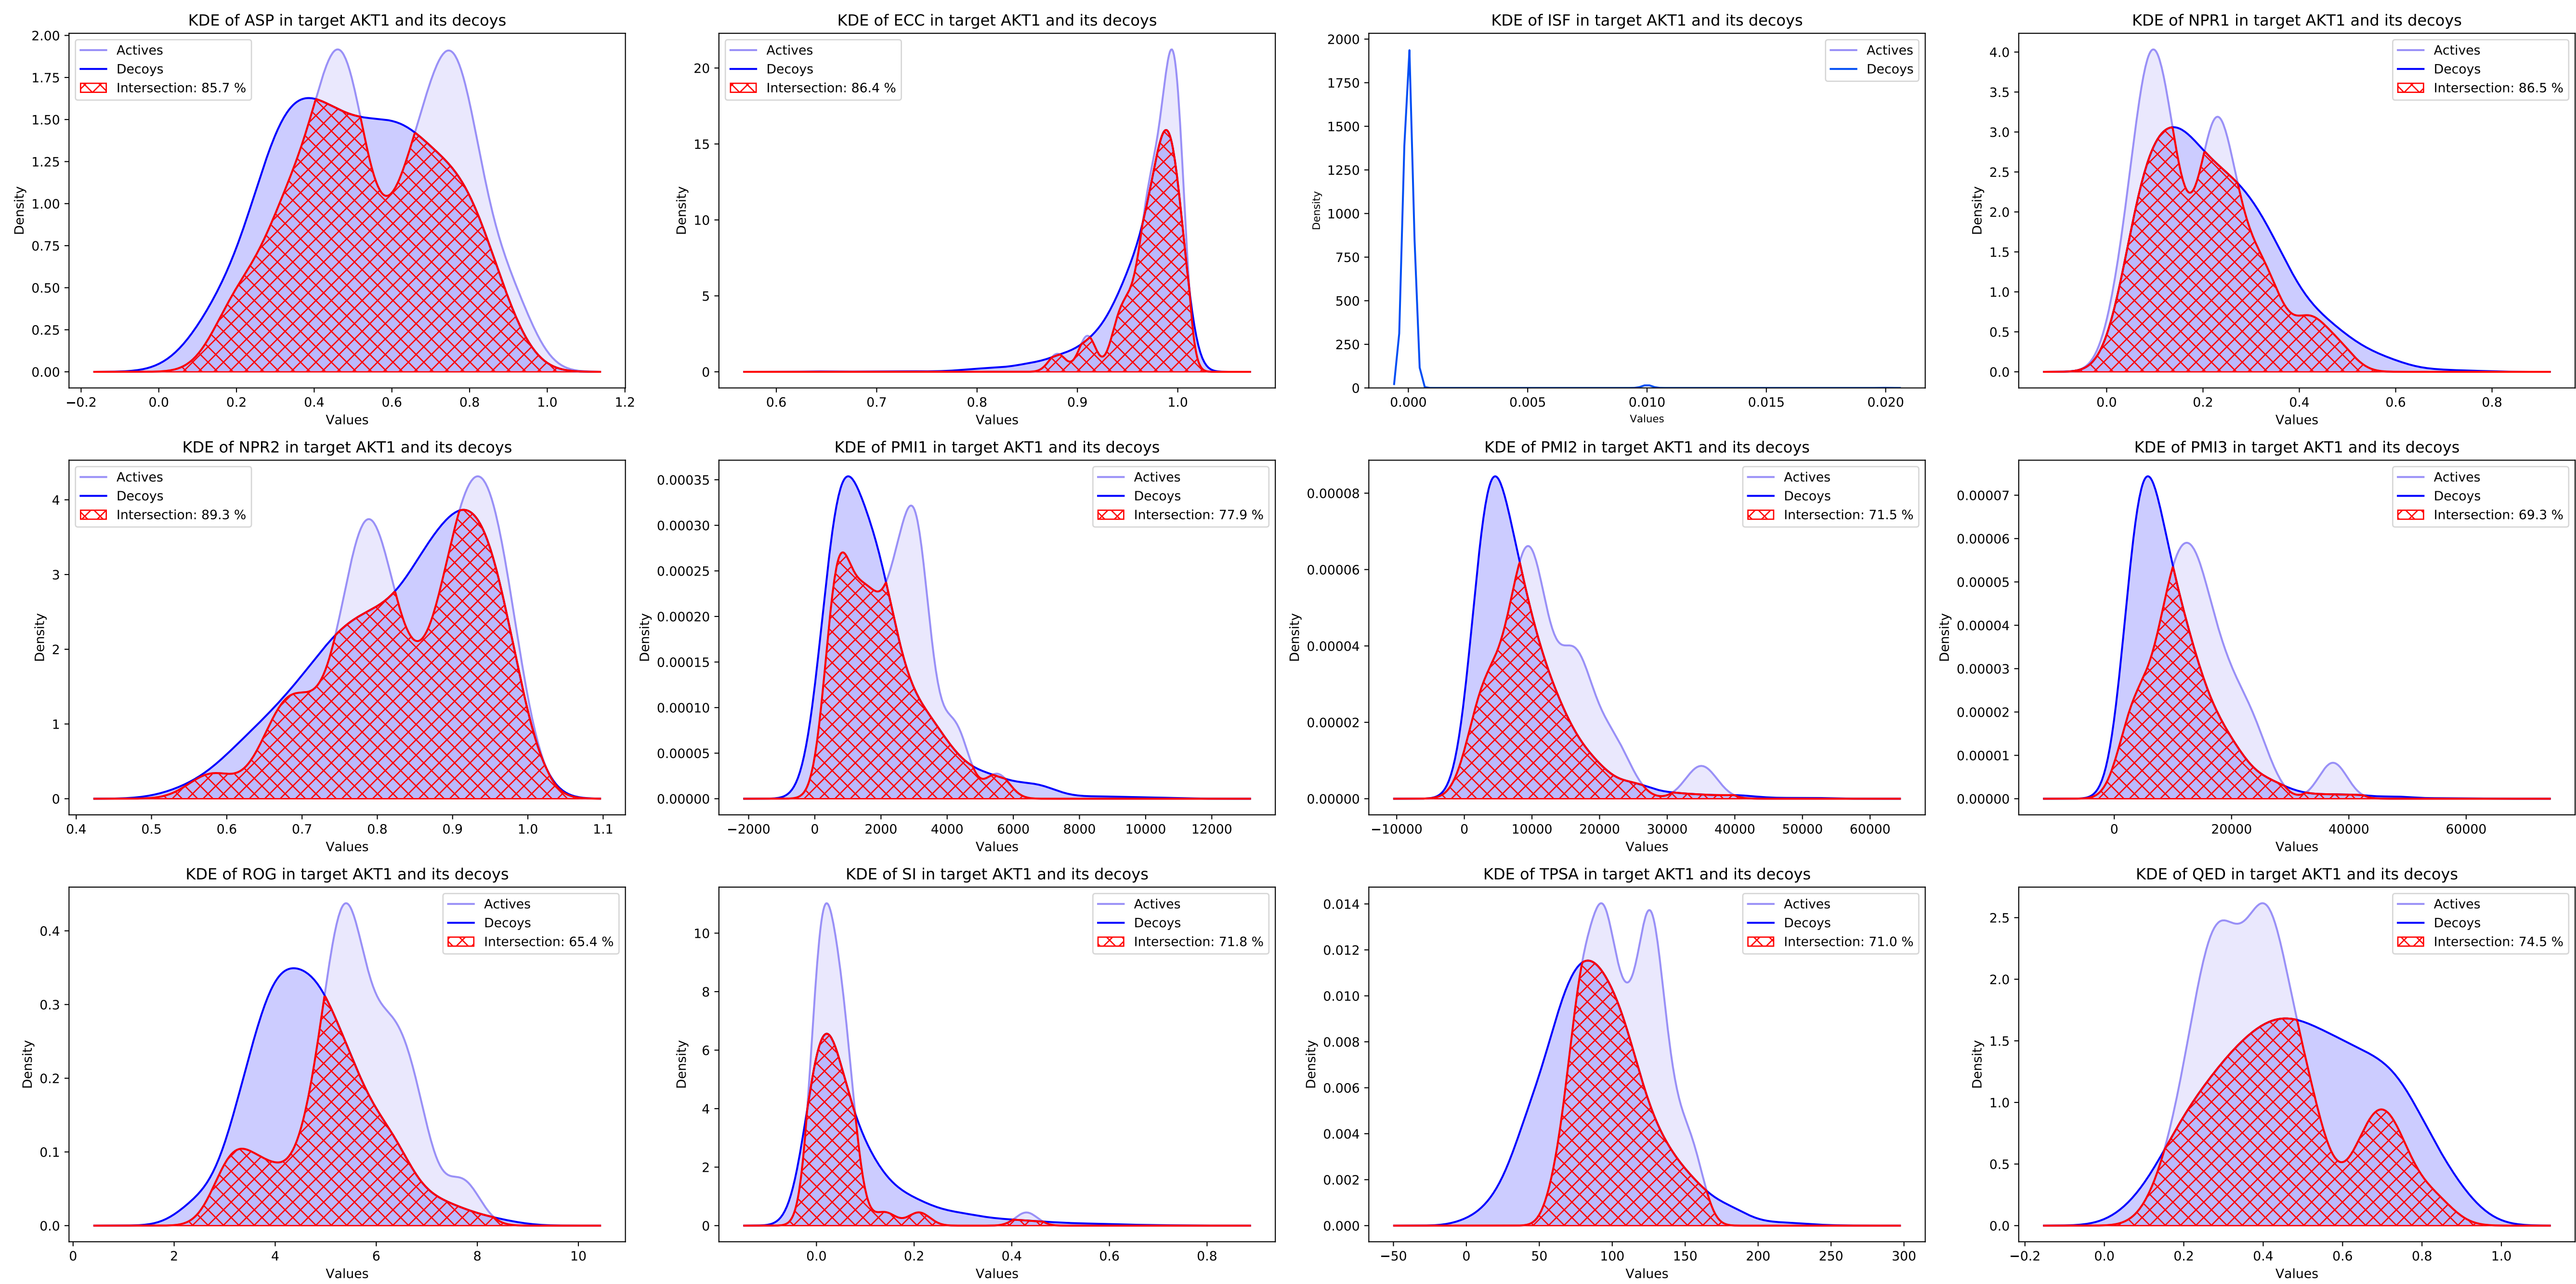 KDE of ASP in target AKT1 and its decoys
Actives
Decoys
Intersection: 85.7 %
Density
2.00
1.75
1.50
1.25
1.00
0.75
0.50
0.25
0.00
−0.2 0.0 0.2 0.4 0.6 0.8 1.0 1.2
Values
KDE of ECC in target AKT1 and its decoys
Actives
Decoys
Intersection: 86.4 %
Density
20
15
10
5
0
0.6 0.7 0.8 0.9 1.0
Values
KDE of ISF in target AKT1 and its decoys
Actives
Decoys
Density
2000
1750
1500
1250
1000
750
500
250
0
0.000 0.005 0.010 0.015 0.020
Values
KDE of NPR1 in target AKT1 and its decoys
Actives
Decoys
Intersection: 86.5 %
Density
4.0
3.5
3.0
2.5
2.0
1.5
1.0
0.5
0.0
0.0 0.2 0.4 0.6 0.8
Values
KDE of NPR2 in target AKT1 and its decoys
Actives
Decoys
Intersection: 89.3 %
Density
4
3
2
1
0
0.4 0.5 0.6 0.7 0.8 0.9 1.0 1.1
Values
KDE of PMI1 in target AKT1 and its decoys
Actives
Decoys
Intersection: 77.9 %
Density
0.00035
0.00030
0.00025
0.00020
0.00015
0.00010
0.00005
0.00000
−2000 0 2000 4000 6000 8000 10000 12000
Values
KDE of PMI2 in target AKT1 and its decoys
Actives
Decoys
Intersection: 71.5 %
Density
0.00008
0.00006
0.00004
0.00002
0.00000
−10000 0 10000 20000 30000 40000 50000 60000
Values
KDE of PMI3 in target AKT1 and its decoys
Actives
Decoys
Intersection: 69.3 %
Density
0.00007
0.00006
0.00005
0.00004
0.00003
0.00002
0.00001
0.00000
0 20000 40000 60000
Values
KDE of ROG in target AKT1 and its decoys
Actives
Decoys
Intersection: 65.4 %
Density
0.4
0.3
0.2
0.1
0.0
0 2 4 6 8 10
Values
KDE of SI in target AKT1 and its decoys
Actives
Decoys
Intersection: 71.8 %
Density
10
8
6
4
2
0
0.0 0.2 0.4 0.6 0.8
Values
KDE of TPSA in target AKT1 and its decoys
Actives
Decoys
Intersection: 71.0 %
Density
0.014
0.012
0.010
0.008
0.006
0.004
0.002
0.000
−50 0 50 100 150 200 250 300
Values
KDE of QED in target AKT1 and its decoys
Actives
Decoys
Intersection: 74.5 %
Density
2.5
2.0
1.5
1.0
0.5
0.0
−0.2 0.0 0.2 0.4 0.6 0.8 1.0
Values